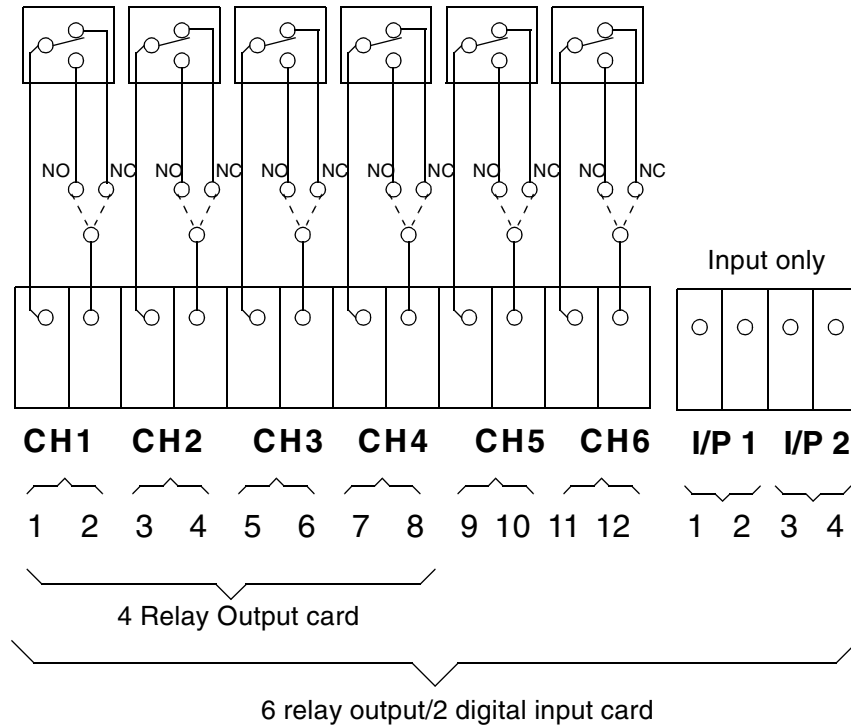 NO NC NO NC NO NC NO NC NO NC NO NC
Input only
CH1 CH2 CH3 CH4 CH5 CH6 I/P 1 I/P 2
1 2 3 4 5 6 7 8 9 10 11 12 1 2 3 4
4 Relay Output card
6 relay output/2 digital input card